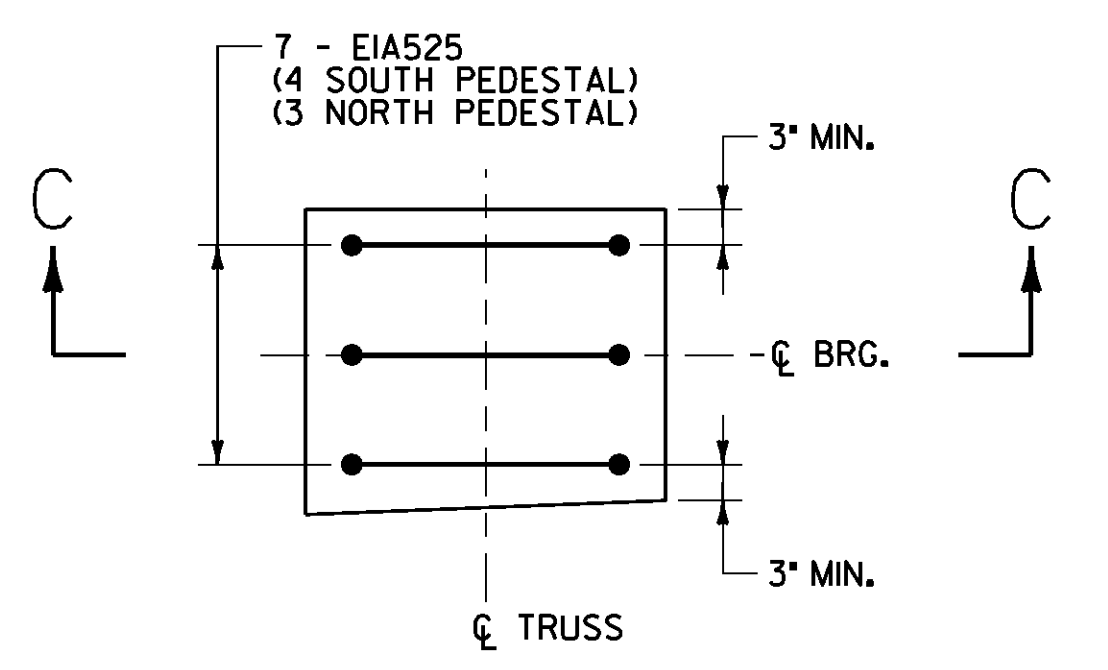 7 - EIA525
(4 SOUTH PEDESTAL)
(3 NORTH PEDESTAL)
3" MIN.
C
C
℄ BRG.
3" MIN.
℄ TRUSS